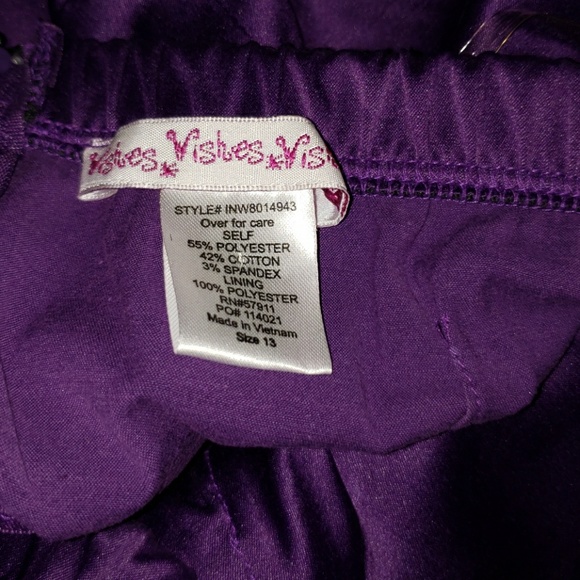 Wishes Wishes Wis
STYLE# INW8014943
Over for care
SELF
55% POLYESTER
42% COTTON
3% SPANDEX
LINING
100% POLYESTER
RN#57911
PO# 114021
Made in Vietnam
Size 13